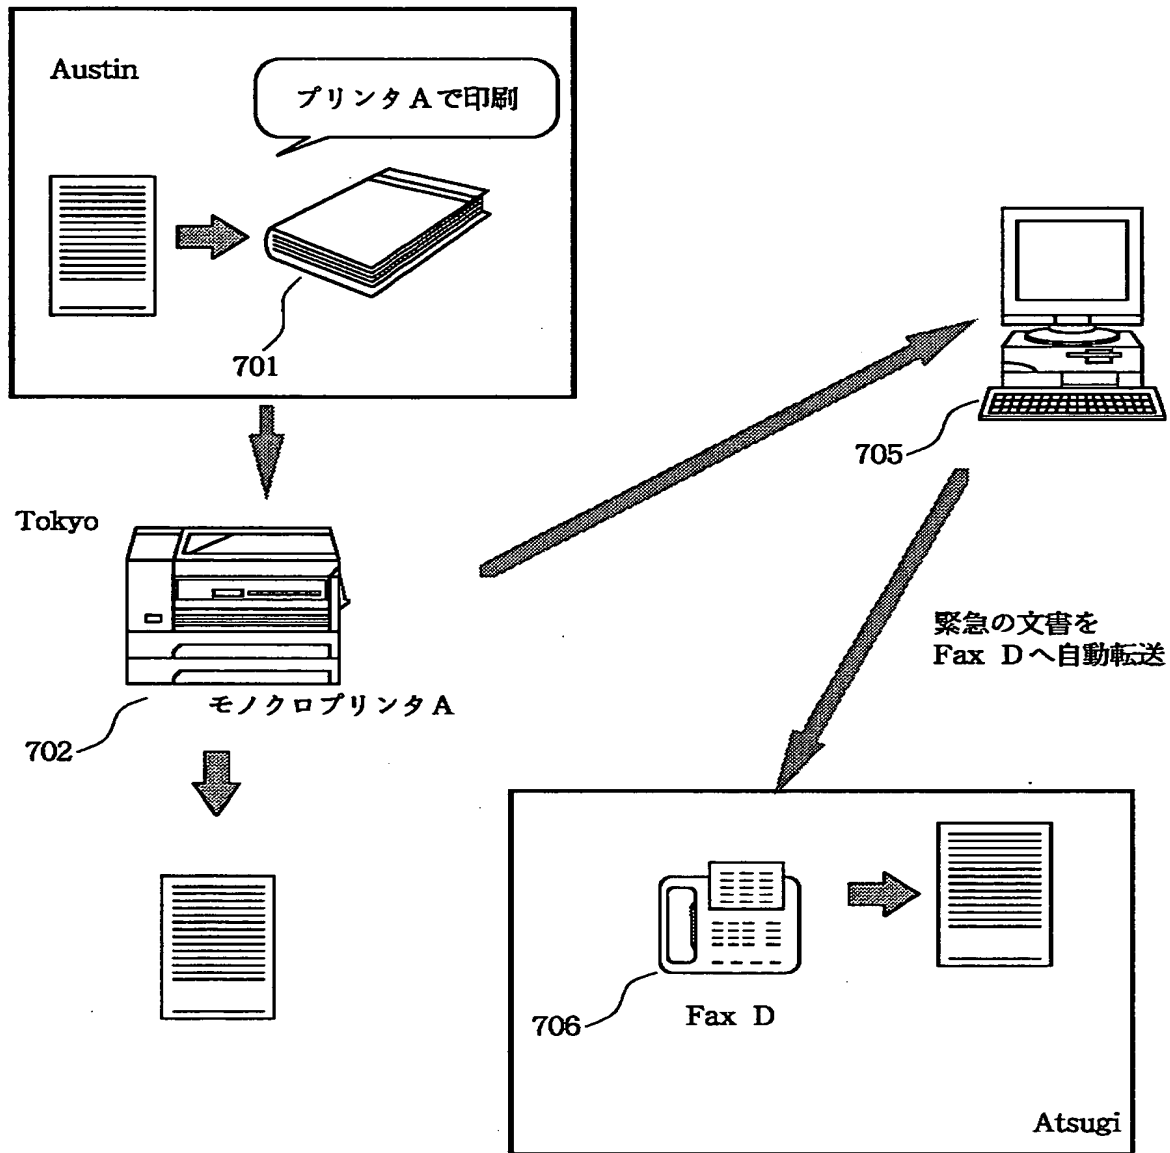 Austin
プリンタAで印刷
701
705
Tokyo
モノクロプリンタA
702
緊急の文書を
Fax Dへ自動転送
706
Fax D
Atsugi